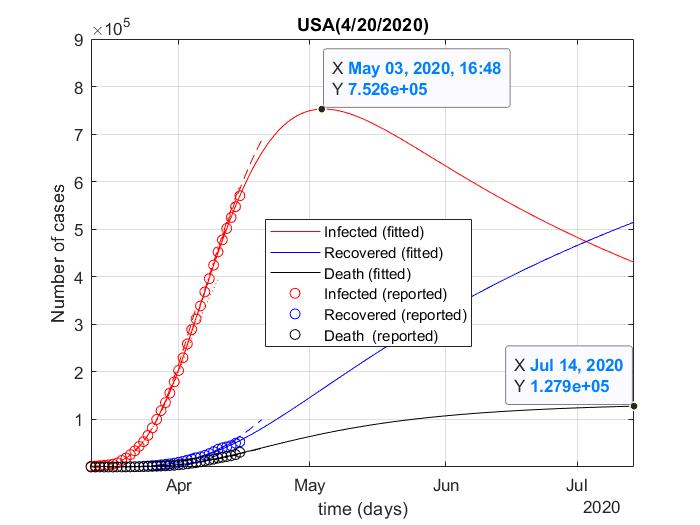 USA(4/20/2020)
×10⁵
9
8
7
6
5
4
3
2
1
Number of cases
X May 03, 2020, 16:48
Y 7.526e+05
Infected (fitted)
Recovered (fitted)
Death (fitted)
Infected (reported)
Recovered (reported)
Death (reported)
X Jul 14, 2020
Y 1.279e+05
Apr May Jun Jul
time (days)
2020